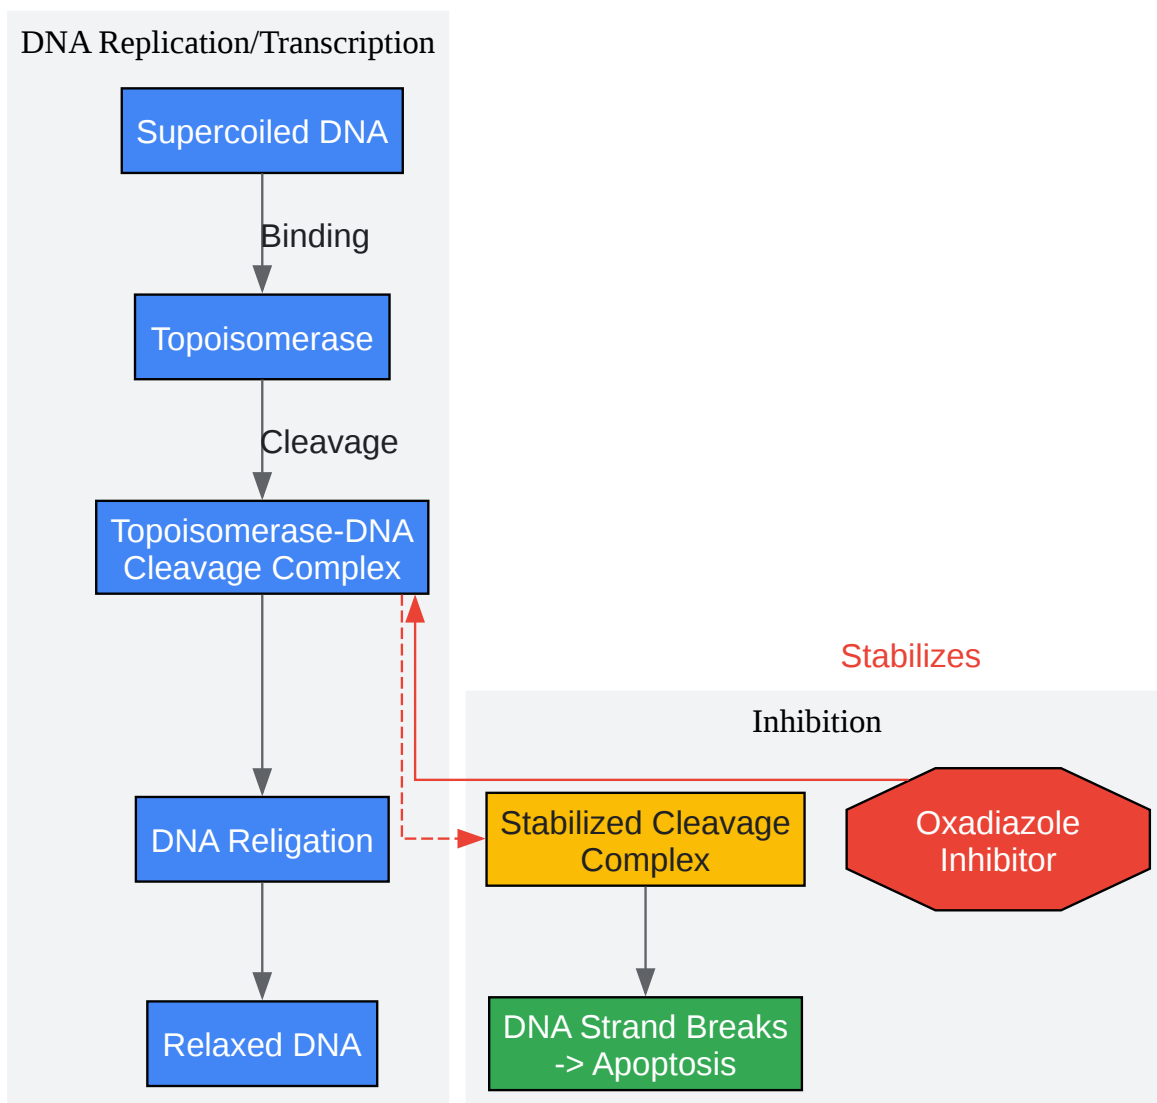 DNA Replication/Transcription
Supercoiled DNA
Binding
Topoisomerase
Cleavage
Topoisomerase-DNA
Cleavage Complex
DNA Religation
Relaxed DNA
Stabilizes
Inhibition
Stabilized Cleavage
Complex
Oxadiazole
Inhibitor
DNA Strand Breaks
-> Apoptosis